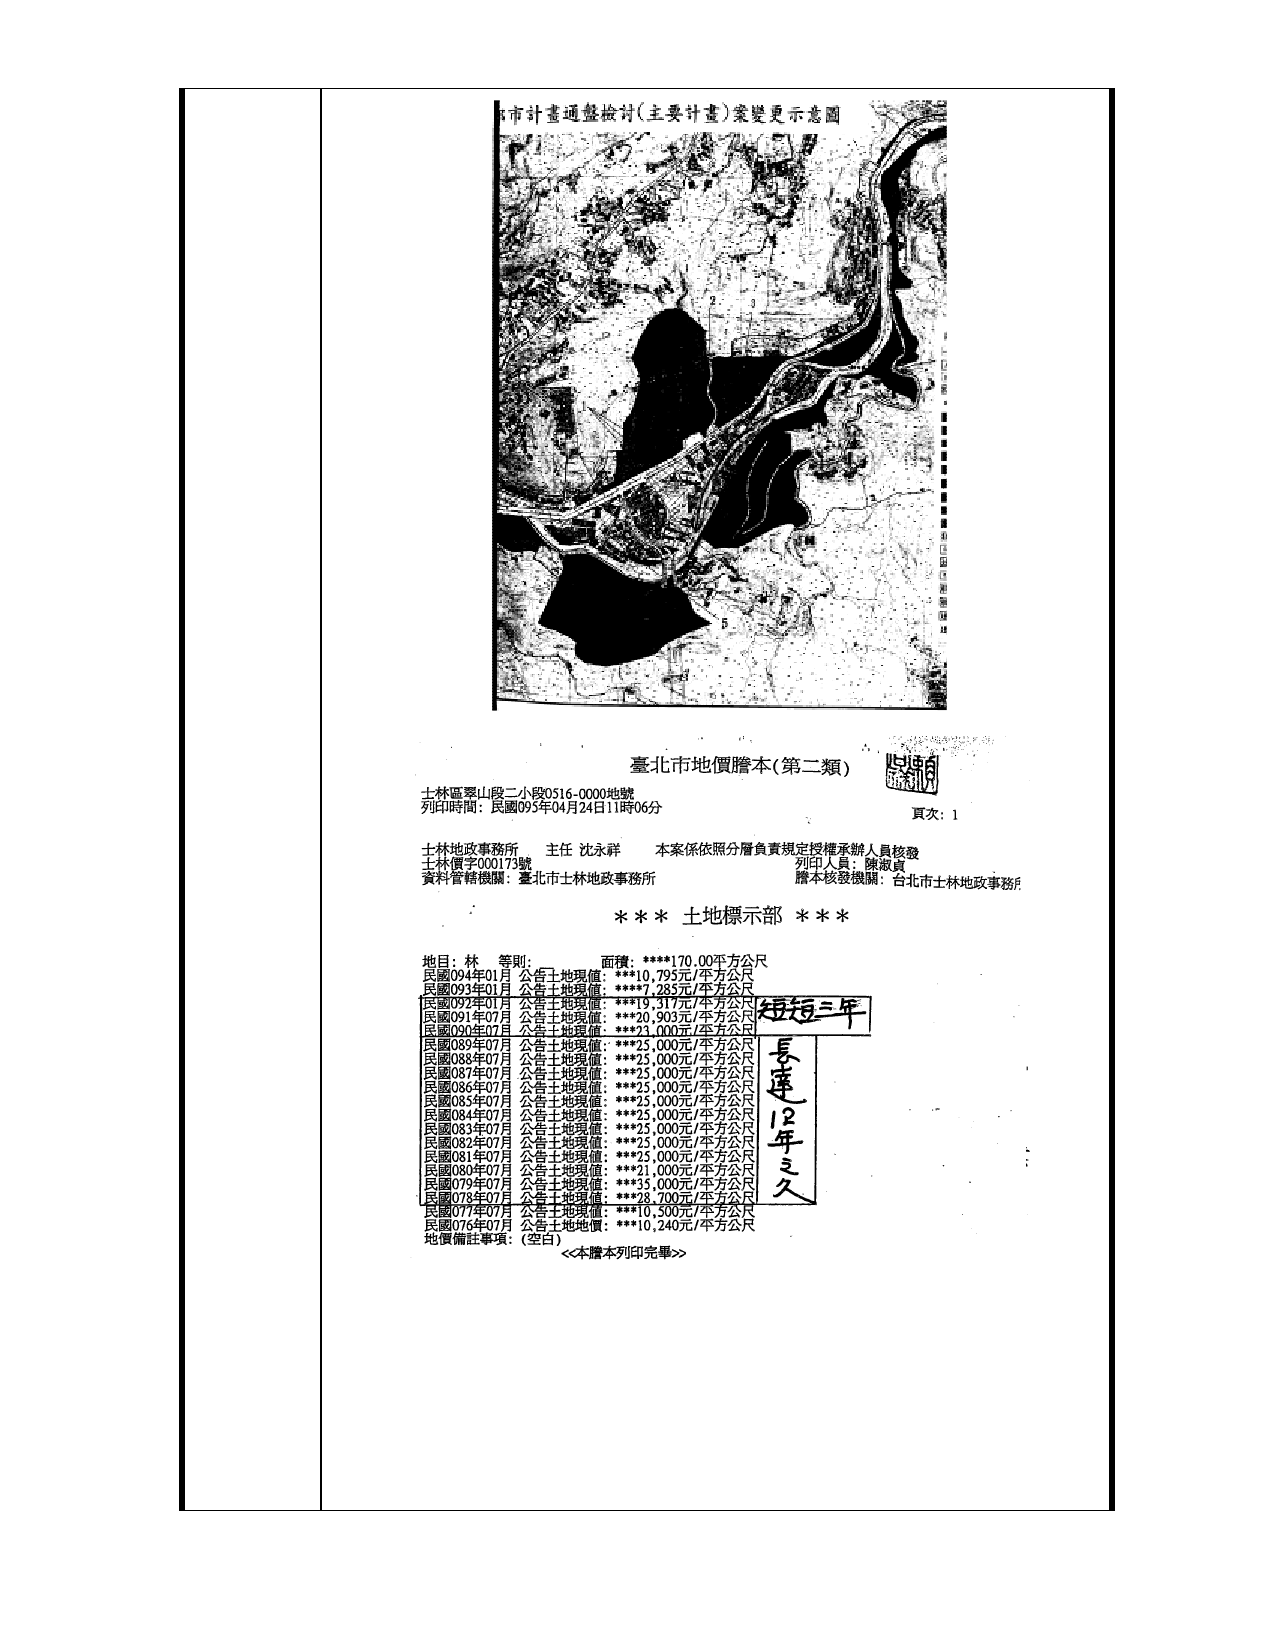 市計畫通盤檢討(主要計畫)案變更示意圖
2
3
5
臺北市地價謄本(第二類)
士林區翠山段二小段0516-0000地號
列印時間: 民國095年04月24日11時06分
頁次: 1
士林地政事務所 主任 沈永祥 本案係依照分層負責規定授權承辦人員核發
士林價字000173號 列印人員: 陳淑貞
資料管轄機關: 臺北市士林地政事務所 謄本核發機關: 台北市士林地政事務所
*** 土地標示部 ***
地目: 林 等則: __ 面積: ****170.00平方公尺
民國094年01月 公告土地現值: ***10,795元/平方公尺
民國093年01月 公告土地現值: ****7,285元/平方公尺
民國092年01月 公告土地現值: ***19,317元/平方公尺
民國091年07月 公告土地現值: ***20,903元/平方公尺
民國090年07月 公告土地現值: ***23,000元/平方公尺
短短三年
民國089年07月 公告土地現值: ***25,000元/平方公尺
民國088年07月 公告土地現值: ***25,000元/平方公尺
民國087年07月 公告土地現值: ***25,000元/平方公尺
民國086年07月 公告土地現值: ***25,000元/平方公尺
民國085年07月 公告土地現值: ***25,000元/平方公尺
民國084年07月 公告土地現值: ***25,000元/平方公尺
民國083年07月 公告土地現值: ***25,000元/平方公尺
民國082年07月 公告土地現值: ***25,000元/平方公尺
民國081年07月 公告土地現值: ***25,000元/平方公尺
民國080年07月 公告土地現值: ***21,000元/平方公尺
民國079年07月 公告土地現值: ***35,000元/平方公尺
民國078年07月 公告土地現值: ***28,700元/平方公尺
長達12年之久
民國077年07月 公告土地現值: ***10,500元/平方公尺
民國076年07月 公告土地地價: ***10,240元/平方公尺
地價備註事項: (空白)
<<本謄本列印完畢>>